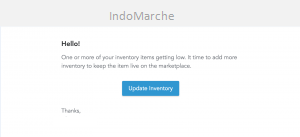 IndoMarche
Hello!
One or more of your inventory items getting low. It time to add more
inventory to keep the item live on the marketplace.
Update Inventory
Thanks,